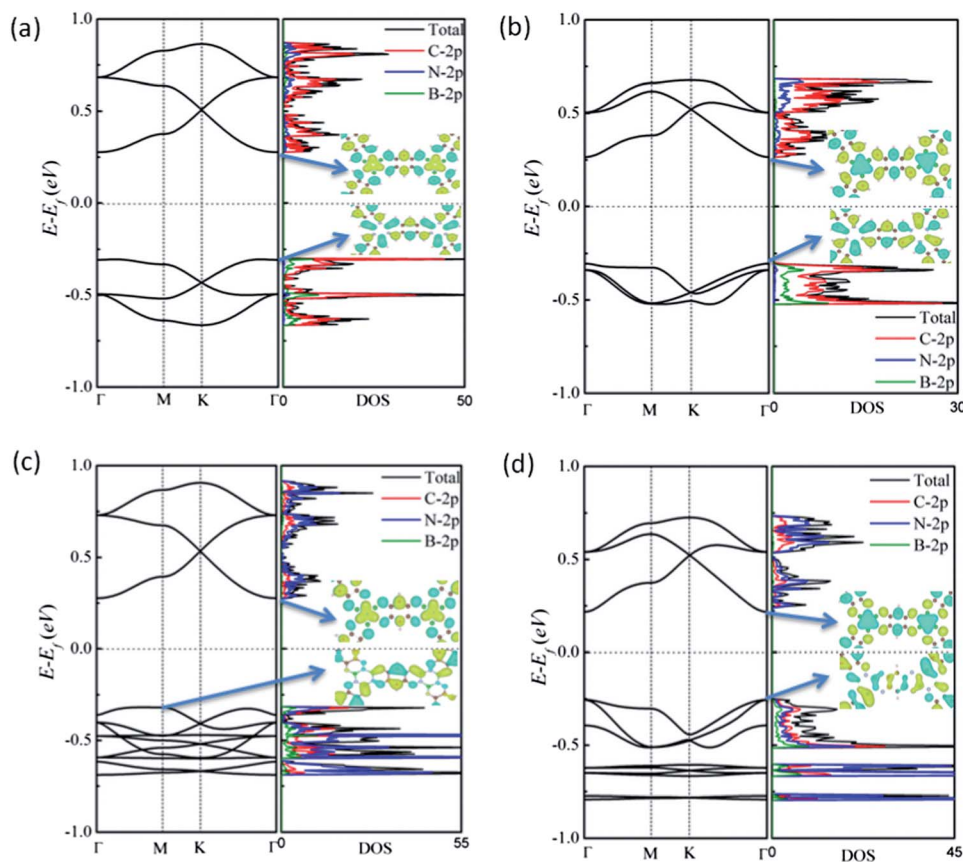 (a)
1.0
0.5
0.0
-0.5
-1.0
E-E_f (eV)
Γ M K Γ 0 DOS 50
Total
C-2p
N-2p
B-2p
(b)
1.0
0.5
0.0
-0.5
-1.0
E-E_f (eV)
Γ M K Γ 0 DOS 30
Total
C-2p
N-2p
B-2p
(c)
1.0
0.5
0.0
-0.5
-1.0
E-E_f (eV)
Γ M K Γ 0 DOS 55
Total
C-2p
N-2p
B-2p
(d)
1.0
0.5
0.0
-0.5
-1.0
E-E_f (eV)
Γ M K Γ 0 DOS 45
Total
C-2p
N-2p
B-2p